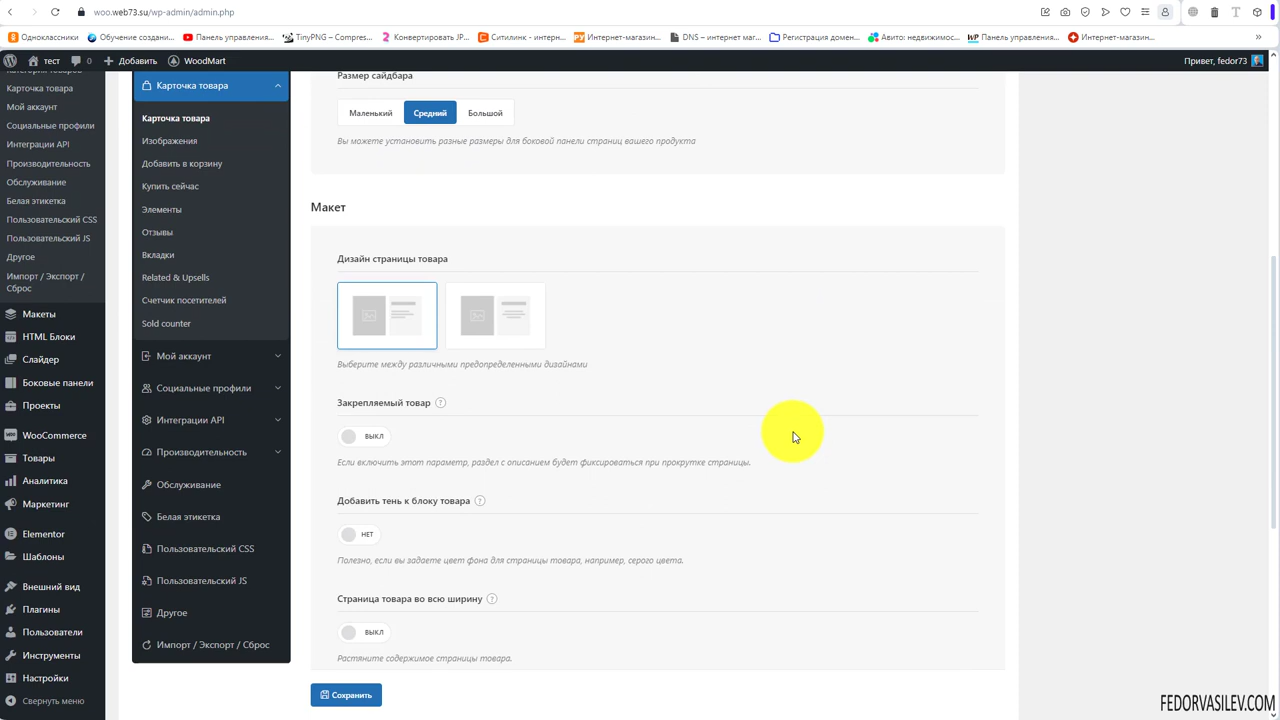 woo.web73.su/wp-admin/admin.php
Одноклассники
Обучение создани...
Панель управления...
TinyPNG – Compres...
Конвертировать JP...
Ситилинк - интерн...
Интернет-магазин...
DNS – интернет маг...
Регистрация домен...
Авито: недвижимос...
Панель управления...
Интернет-магазин...
тест
0
Добавить
WoodMart
Привет, fedor73
Карточка товара
Мой аккаунт
Социальные профили
Интеграции API
Производительность
Обслуживание
Белая этикетка
Пользовательский CSS
Пользовательский JS
Другое
Импорт / Экспорт /
Сброс
Макеты
HTML Блоки
Слайдер
Боковые панели
Проекты
WooCommerce
Товары
Аналитика
Маркетинг
Elementor
Шаблоны
Внешний вид
Плагины
Пользователи
Инструменты
Настройки
Свернуть меню
Карточка товара
Карточка товара
Изображения
Добавить в корзину
Купить сейчас
Элементы
Отзывы
Вкладки
Related & Upsells
Счетчик посетителей
Sold counter
Мой аккаунт
Социальные профили
Интеграции API
Производительность
Обслуживание
Белая этикетка
Пользовательский CSS
Пользовательский JS
Другое
Импорт / Экспорт / Сброс
Размер сайдбара
Маленький
Средний
Большой
Вы можете установить разные размеры для боковой панели страниц вашего продукта
Макет
Дизайн страницы товара
Выберите между различными предопределенными дизайнами
Закрепляемый товар ?
ВЫКЛ
Если включить этот параметр, раздел с описанием будет фиксироваться при прокрутке страницы.
Добавить тень к блоку товара ?
НЕТ
Полезно, если вы задаете цвет фона для страницы товара, например, серого цвета.
Страница товара во всю ширину ?
ВЫКЛ
Растяните содержимое страницы товара.
Сохранить
FEDORVASILEV.COM